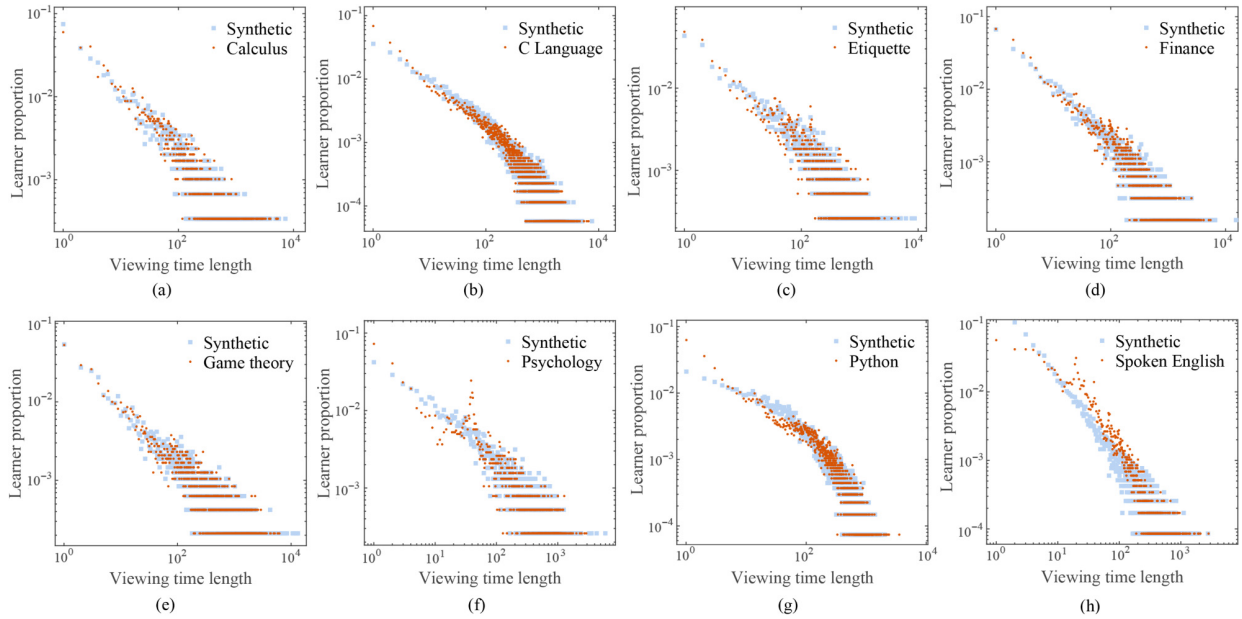 10^-1
10^-2
10^-3
Learner proportion
Synthetic
Calculus
10^0
10^2
10^4
Viewing time length
(a)
10^-1
10^-2
10^-3
10^-4
Learner proportion
Synthetic
C Language
10^0
10^2
10^4
Viewing time length
(b)
10^-2
10^-3
Learner proportion
Synthetic
Etiquette
10^0
10^2
10^4
Viewing time length
(c)
10^-1
10^-2
10^-3
Learner proportion
Synthetic
Finance
10^0
10^2
10^4
Viewing time length
(d)
10^-1
10^-2
10^-3
Learner proportion
Synthetic
Game theory
10^0
10^2
10^4
Viewing time length
(e)
10^-1
10^-2
10^-3
Learner proportion
Synthetic
Psychology
10^0
10^1
10^2
10^3
Viewing time length
(f)
10^-1
10^-2
10^-3
10^-4
Learner proportion
Synthetic
Python
10^0
10^2
10^4
Viewing time length
(g)
10^-1
10^-2
10^-3
10^-4
Learner proportion
Synthetic
Spoken English
10^0
10^1
10^2
10^3
Viewing time length
(h)